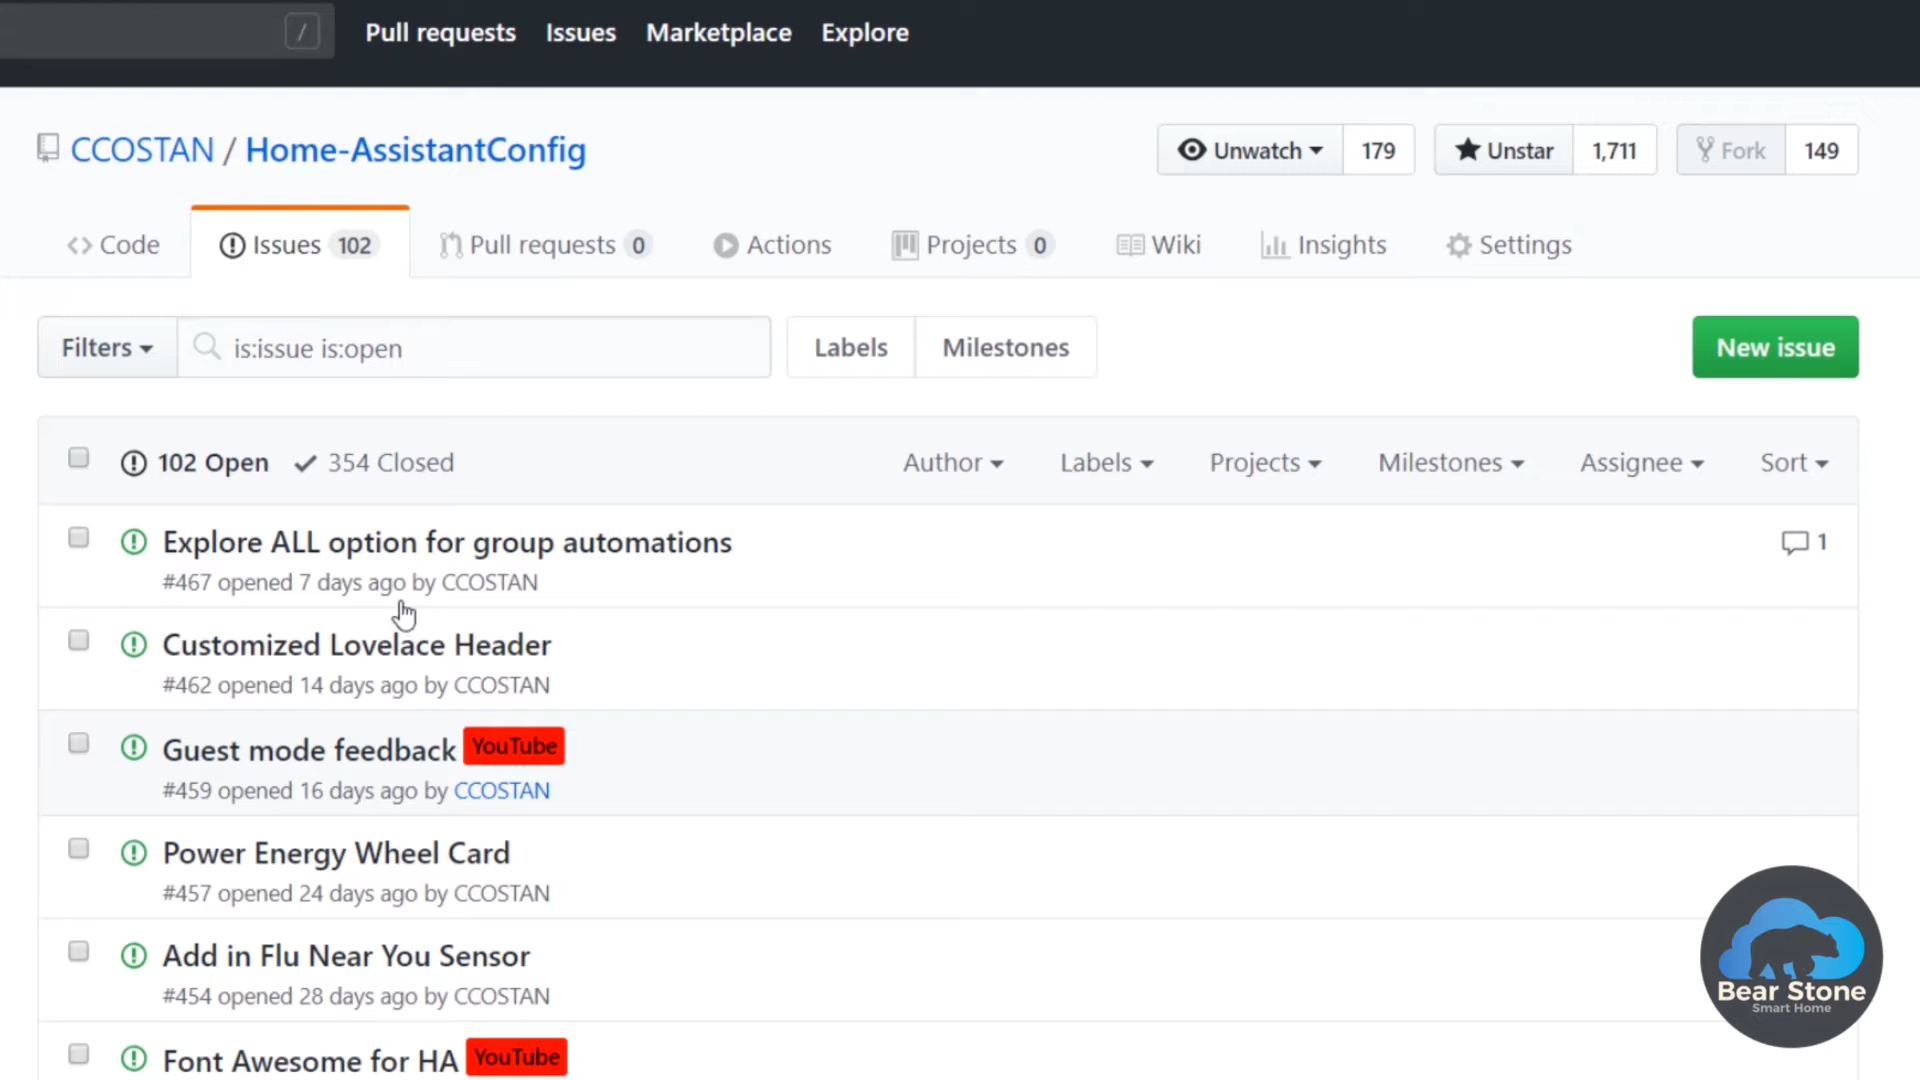 / Pull requests Issues Marketplace Explore
CCOSTAN / Home-AssistantConfig Unwatch 179 Unstar 1,711 Fork 149
Code Issues 102 Pull requests 0 Actions Projects 0 Wiki Insights Settings
Filters is:issue is:open Labels Milestones New issue
102 Open 354 Closed Author Labels Projects Milestones Assignee Sort
Explore ALL option for group automations 1
#467 opened 7 days ago by CCOSTAN
Customized Lovelace Header
#462 opened 14 days ago by CCOSTAN
Guest mode feedback YouTube
#459 opened 16 days ago by CCOSTAN
Power Energy Wheel Card
#457 opened 24 days ago by CCOSTAN
Add in Flu Near You Sensor
#454 opened 28 days ago by CCOSTAN
Font Awesome for HA YouTube
Bear Stone
Smart Home